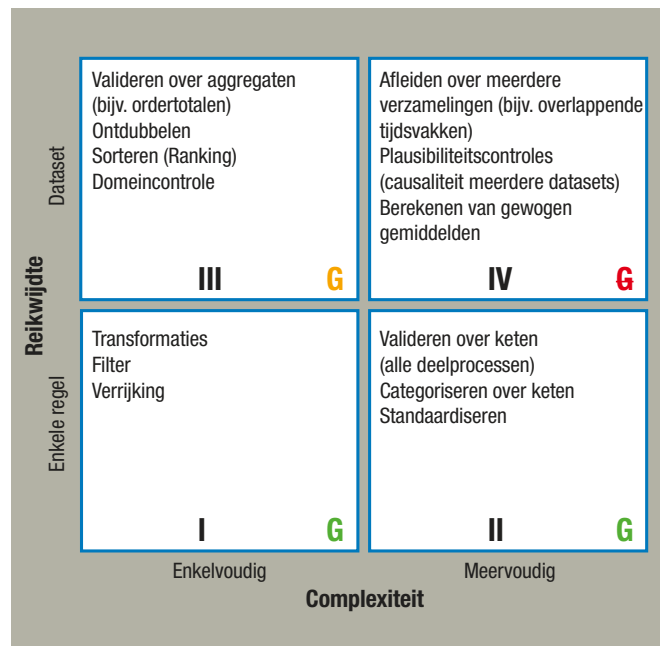 Valideren over aggregaten
(bijv. ordertotalen)
Ontdubbelen
Sorteren (Ranking)
Domeincontrole
III G
Afleiden over meerdere
verzamelingen (bijv. overlappende
tijdsvakken)
Plausibiliteitscontroles
(causaliteit meerdere datasets)
Berekenen van gewogen
gemiddelden
IV G
Dataset
Reikwijdte
Enkele regel
Transformaties
Filter
Verrijking
I G
Valideren over keten
(alle deelprocessen)
Categoriseren over keten
Standaardiseren
II G
Enkelvoudig
Meervoudig
Complexiteit